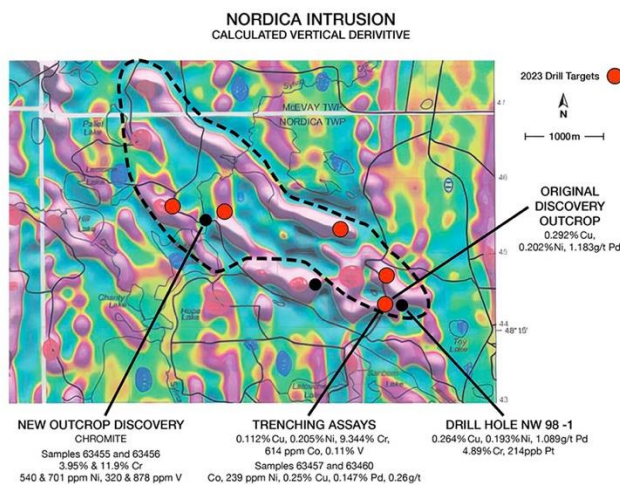 NORDICA INTRUSION
CALCULATED VERTICAL DERIVITIVE
2023 Drill Targets
N
1000m
McEVAY TWP
NORDICA TWP
47
Pallet
Lake
46
Hill
Lake
45
ORIGINAL
DISCOVERY
OUTCROP
0.292% Cu,
0.202%Ni, 1.183g/t Pd
Charity
Lake
Hope
Lake
48°15'
Toy
Lake
Lake
43
NEW OUTCROP DISCOVERY
CHROMITE
Samples 63455 and 63456
3.95% & 11.9% Cr
540 & 701 ppm Ni, 320 & 878 ppm V
TRENCHING ASSAYS
0.112% Cu, 0.205%Ni, 9.344% Cr,
614 ppm Co, 0.11% V
Samples 63457 and 63460
Co, 239 ppm Ni, 0.25% Cu, 0.147% Pd, 0.26g/t
DRILL HOLE NW 98 -1
0.264% Cu, 0.193%Ni, 1.089g/t Pd
4.89% Cr, 214ppb Pt